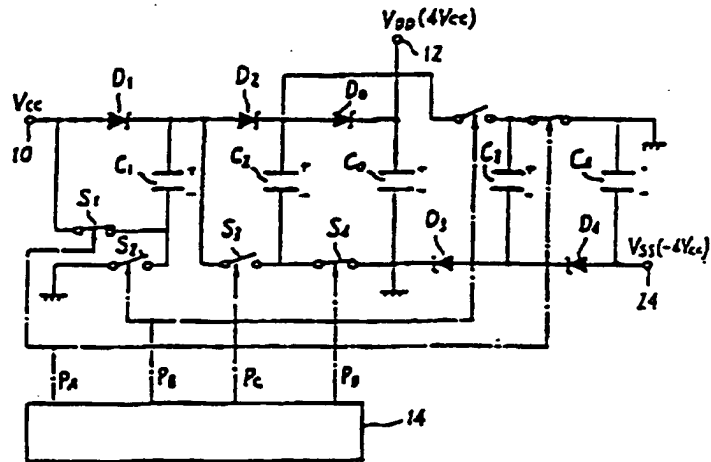 VDD(4Vcc)
12
D1
D2
D0
Vcc
10
C1
+
-
C2
+
-
C0
+
-
C3
+
-
C4
+
-
S1
S2
S3
S4
D3
D4
VSS(-4Vcc)
14
PA
PB
PC
PD
14